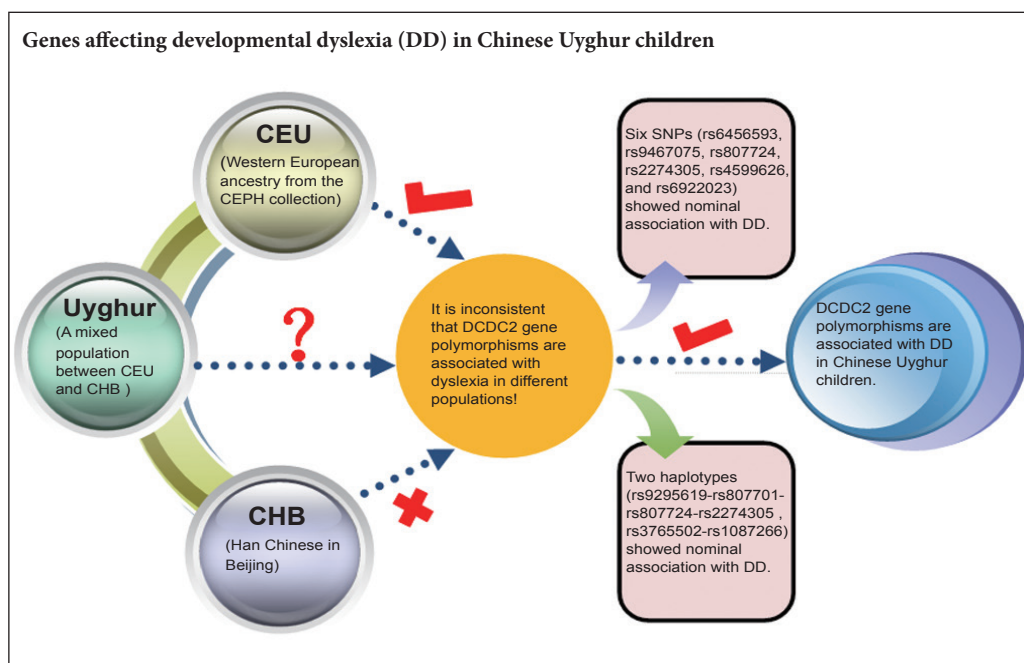 Genes affecting developmental dyslexia (DD) in Chinese Uyghur children
CEU
(Western European
ancestry from the
CEPH collection)
Uyghur
(A mixed
population
between CEU
and CHB )
CHB
(Han Chinese in
Beijing)
?
It is inconsistent
that DCDC2 gene
polymorphisms are
associated with
dyslexia in different
populations!
Six SNPs (rs6456593,
rs9467075, rs807724,
rs2274305, rs4599626,
and rs6922023)
showed nominal
association with DD.
Two haplotypes
(rs9295619-rs807701-
rs807724-rs2274305 ,
rs3765502-rs1087266)
showed nominal
association with DD.
DCDC2 gene
polymorphisms are
associated with DD
in Chinese Uyghur
children.